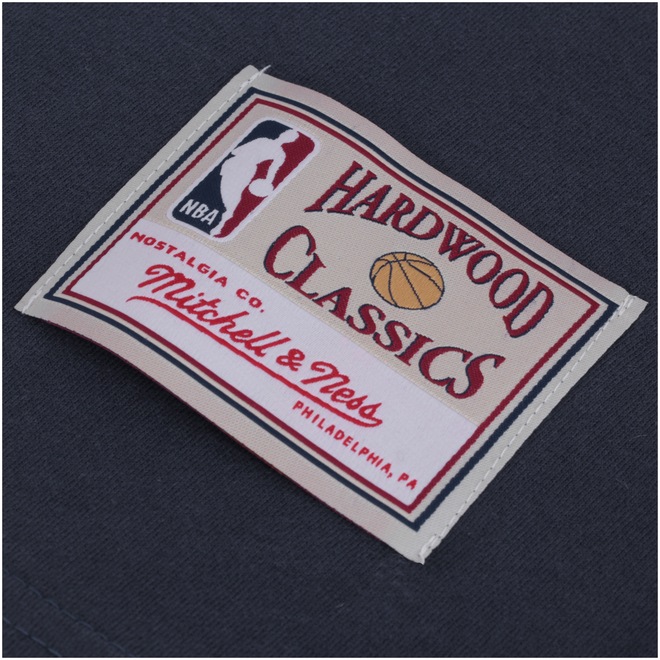 NBA
HARDWOOD
CLASSICS
NOSTALGIA CO.
Mitchell & Ness
PHILADELPHIA, PA